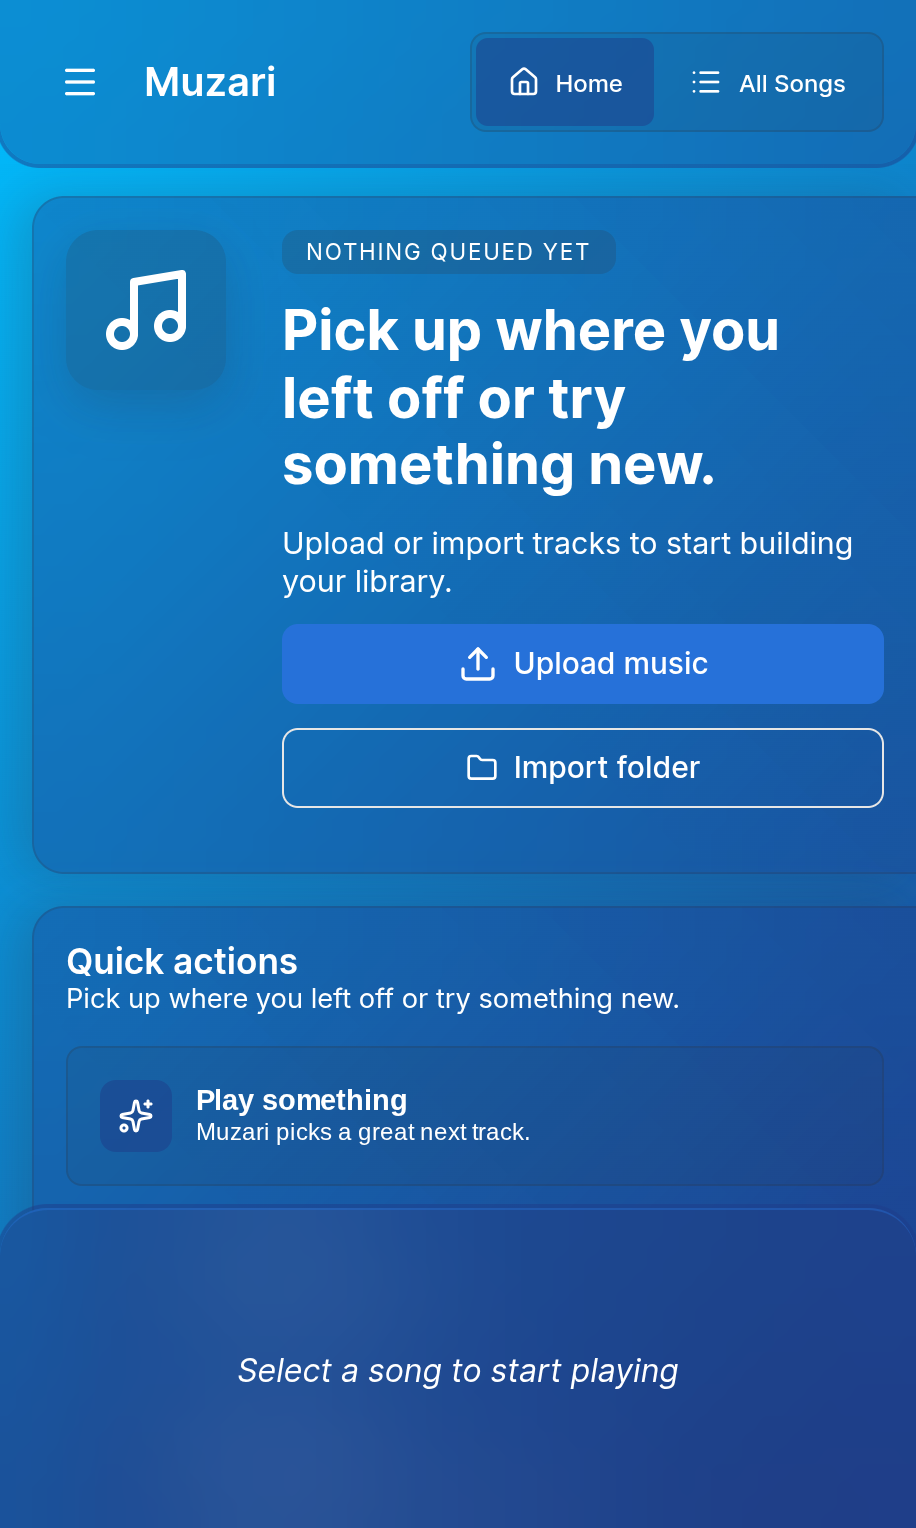 Muzari
Home
All Songs
NOTHING QUEUED YET
Pick up where you
left off or try
something new.
Upload or import tracks to start building
your library.
Upload music
Import folder
Quick actions
Pick up where you left off or try something new.
Play something
Muzari picks a great next track.
Select a song to start playing